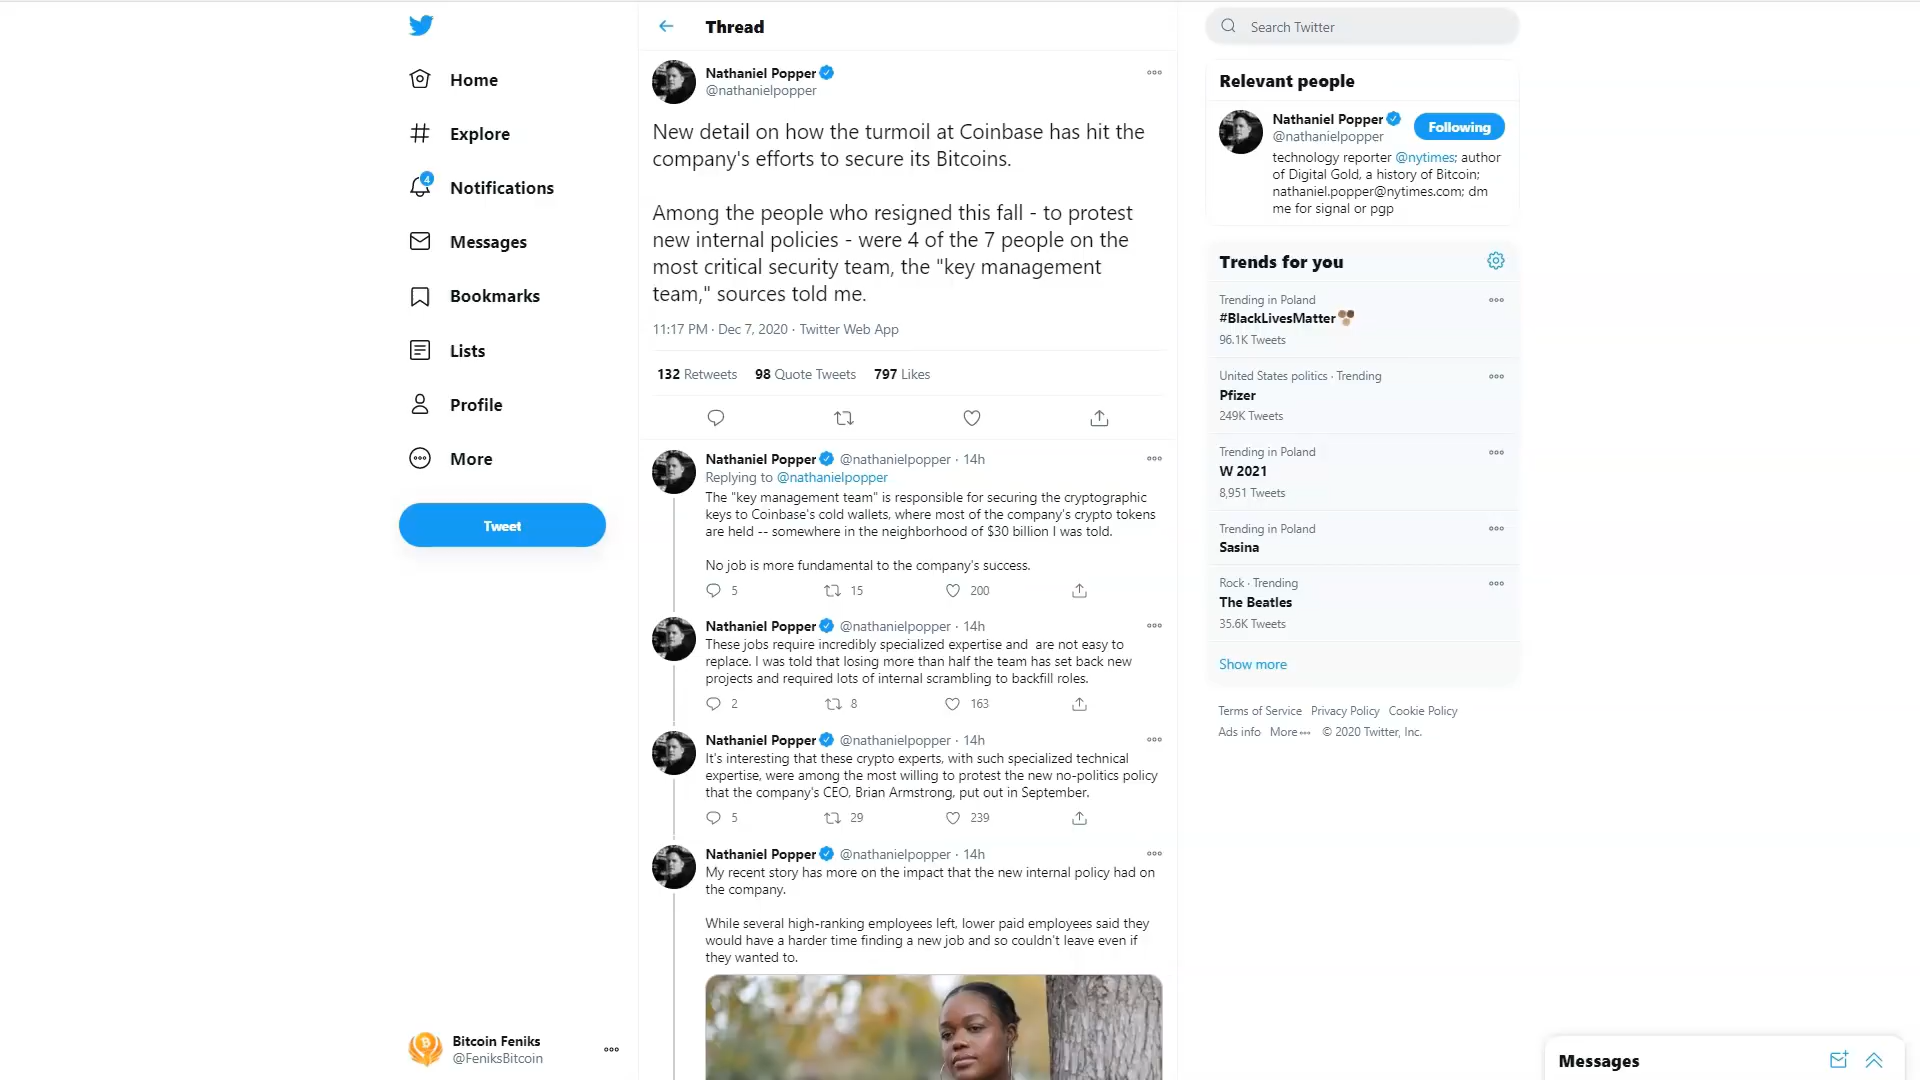 Home
Explore
4
Notifications
Messages
Bookmarks
Lists
Profile
More
Tweet
Bitcoin Feniks
@FeniksBitcoin
Thread
Nathaniel Popper
@nathanielpopper
New detail on how the turmoil at Coinbase has hit the
company's efforts to secure its Bitcoins.
Among the people who resigned this fall - to protest
new internal policies - were 4 of the 7 people on the
most critical security team, the "key management
team," sources told me.
11:17 PM · Dec 7, 2020 · Twitter Web App
132 Retweets 98 Quote Tweets 797 Likes
Nathaniel Popper @nathanielpopper · 14h
Replying to @nathanielpopper
The "key management team" is responsible for securing the cryptographic
keys to Coinbase's cold wallets, where most of the company's crypto tokens
are held -- somewhere in the neighborhood of $30 billion I was told.
No job is more fundamental to the company's success.
5 15 200
Nathaniel Popper @nathanielpopper · 14h
These jobs require incredibly specialized expertise and are not easy to
replace. I was told that losing more than half the team has set back new
projects and required lots of internal scrambling to backfill roles.
2 8 163
Nathaniel Popper @nathanielpopper · 14h
It's interesting that these crypto experts, with such specialized technical
expertise, were among the most willing to protest the new no-politics policy
that the company's CEO, Brian Armstrong, put out in September.
5 29 239
Nathaniel Popper @nathanielpopper · 14h
My recent story has more on the impact that the new internal policy had on
the company.
While several high-ranking employees left, lower paid employees said they
would have a harder time finding a new job and so couldn't leave even if
they wanted to.
Search Twitter
Relevant people
Nathaniel Popper
@nathanielpopper
Following
technology reporter @nytimes; author
of Digital Gold, a history of Bitcoin;
nathaniel.popper@nytimes.com; dm
me for signal or pgp
Trends for you
Trending in Poland
#BlackLivesMatter
96.1K Tweets
United States politics · Trending
Pfizer
249K Tweets
Trending in Poland
W 2021
8,951 Tweets
Trending in Poland
Sasina
Rock · Trending
The Beatles
35.6K Tweets
Show more
Terms of Service Privacy Policy Cookie Policy
Ads info More © 2020 Twitter, Inc.
Messages